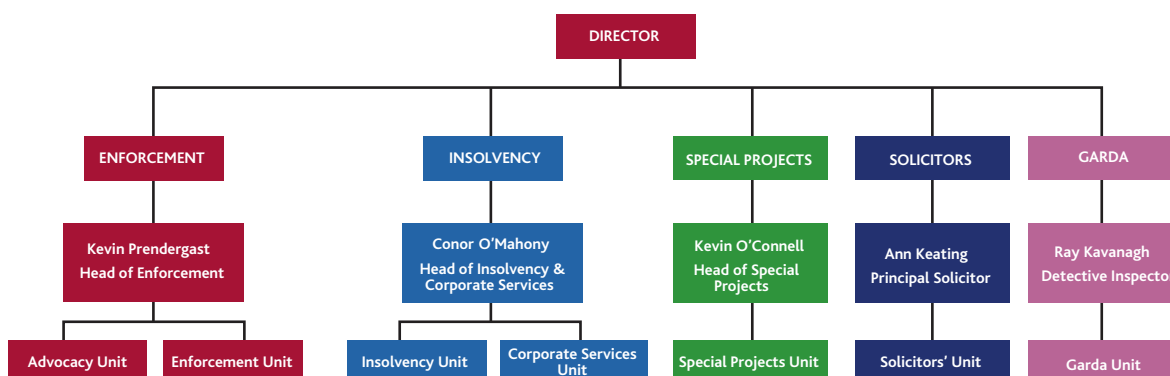 DIRECTOR
ENFORCEMENT
INSOLVENCY
SPECIAL PROJECTS
SOLICITORS
GARDA
Kevin Prendergast
Head of Enforcement
Conor O'Mahony
Head of Insolvency &
Corporate Services
Kevin O'Connell
Head of Special
Projects
Ann Keating
Principal Solicitor
Ray Kavanagh
Detective Inspector
Advocacy Unit
Enforcement Unit
Insolvency Unit
Corporate Services
Unit
Special Projects Unit
Solicitors' Unit
Garda Unit